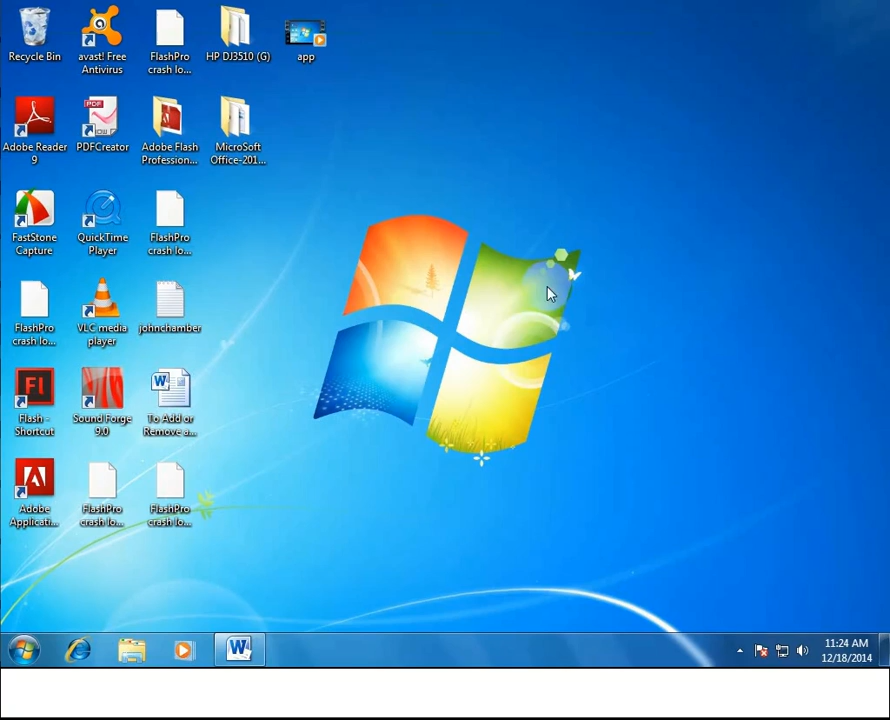 Recycle Bin
avast! Free
Antivirus
FlashPro
crash lo...
HP DJ3510 (G)
app
Adobe Reader
9
PDF
PDFCreator
Adobe Flash
Profession...
MicroSoft
Office-201...
FastStone
Capture
QuickTime
Player
FlashPro
crash lo...
FlashPro
crash lo...
VLC media
player
johnchamber
Fl
Flash -
Shortcut
Sound Forge
9.0
W
To Add or
Remove a...
Adobe
Applicati...
FlashPro
crash lo...
FlashPro
crash lo...
W
11:24 AM
12/18/2014